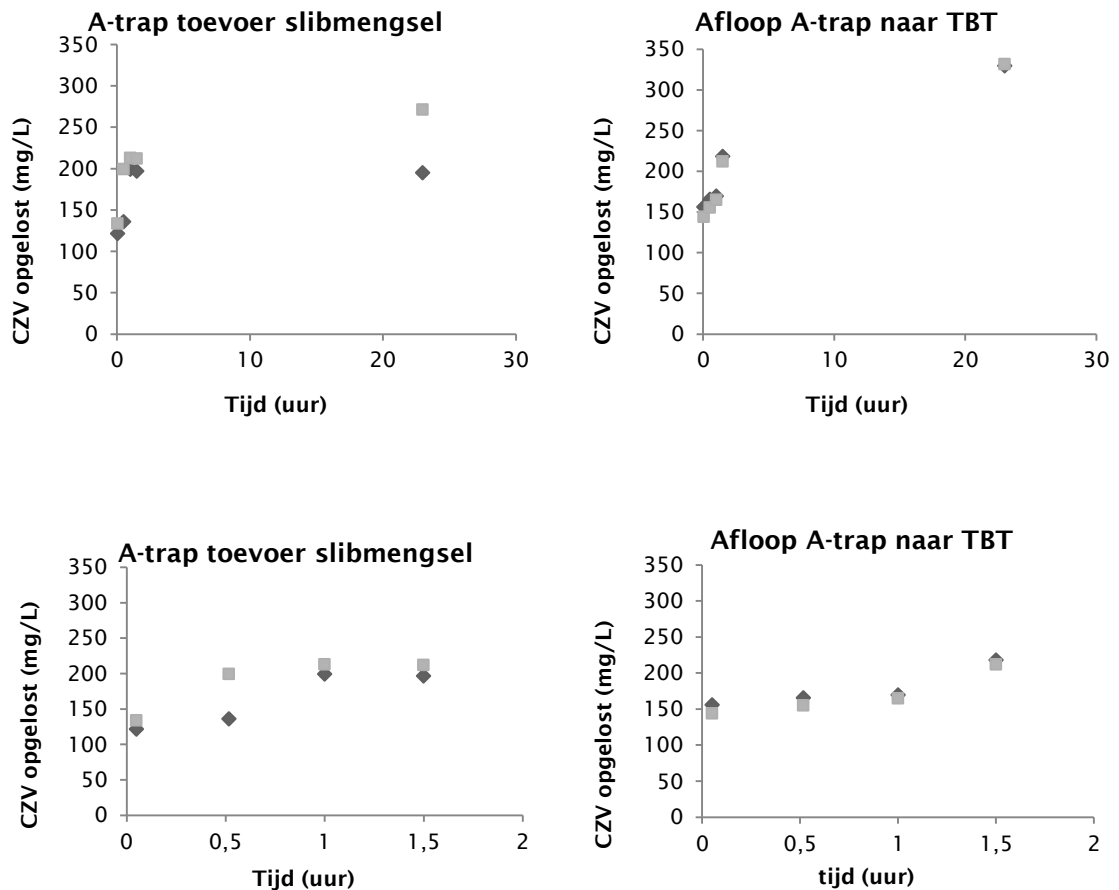 A-trap toevoer slibmengsel
350
300
250
200
150
100
50
0
CZV opgelost (mg/L)
0 10 20 30
Tijd (uur)
Afloop A-trap naar TBT
350
300
250
200
150
100
50
0
CZV opgelost (mg/L)
0 10 20 30
Tijd (uur)
A-trap toevoer slibmengsel
350
300
250
200
150
100
50
0
CZV opgelost (mg/L)
0 0,5 1 1,5 2
Tijd (uur)
Afloop A-trap naar TBT
350
300
250
200
150
100
50
0
CZV opgelost (mg/L)
0 0,5 1 1,5 2
tijd (uur)